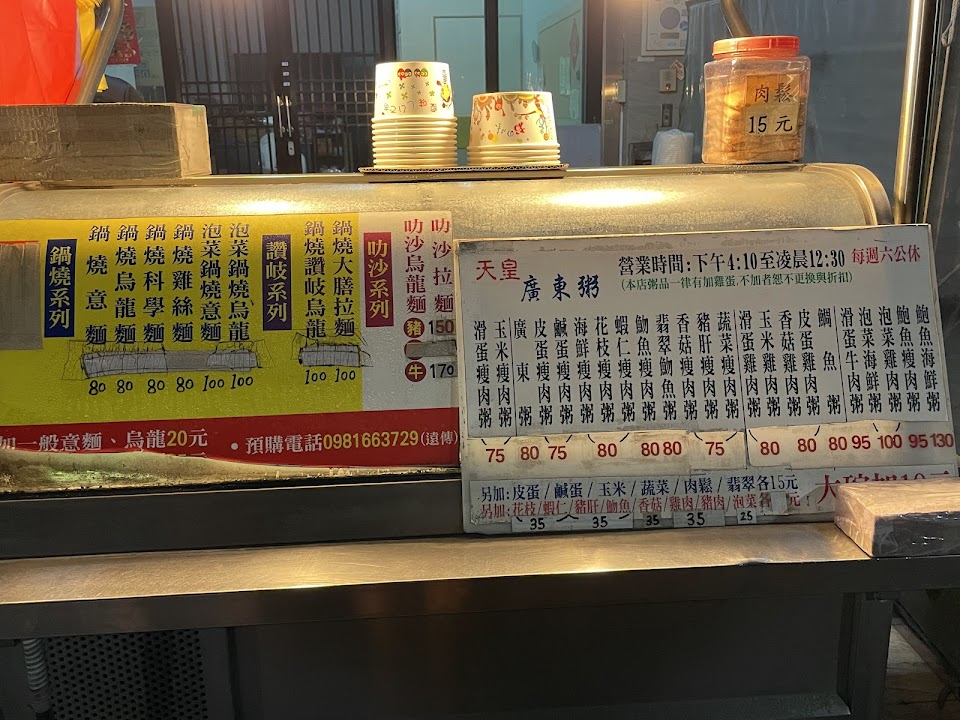 肉鬆
15元
鍋燒系列
鍋燒意麵
鍋燒烏龍麵
鍋燒科學麵
鍋燒雞絲麵
泡菜鍋燒意麵
泡菜鍋燒烏龍
讚岐系列
鍋燒讚岐烏龍
鍋燒大膳拉麵
叻沙系列
叻沙烏龍麵
叻沙拉麵
豬 150
牛 170
80 80 80 80 100 100
100 100
加一般意麵、烏龍20元
•預購電話0981663729(遠傳)
天皇
廣東粥
營業時間:下午4:10至凌晨12:30 每週六公休
(本店粥品一律有加雞蛋,不加者恕不更換與折扣)
滑蛋瘦肉粥
玉米瘦肉粥
廣東粥
皮蛋瘦肉粥
鹹蛋瘦肉粥
海鮮瘦肉粥
花枝瘦肉粥
蝦仁瘦肉粥
魩魚瘦肉粥
翡翠魩魚粥
香菇瘦肉粥
豬肝瘦肉粥
蔬菜瘦肉粥
滑蛋雞肉粥
玉米雞肉粥
香菇雞肉粥
皮蛋雞肉粥
鯛魚粥
滑蛋牛肉粥
泡菜海鮮粥
泡菜瘦肉粥
鮑魚瘦肉粥
鮑魚海鮮粥
75 80 75 80 80 80 75 80 80 80 95 100 95 130
另加:皮蛋/鹹蛋/玉米/蔬菜/肉鬆/翡翠各15元
另加:花枝/蝦仁/豬肝/魩魚/香菇/雞肉/豬肉/泡菜各 元
35 35 35 35 25
大碗加10元